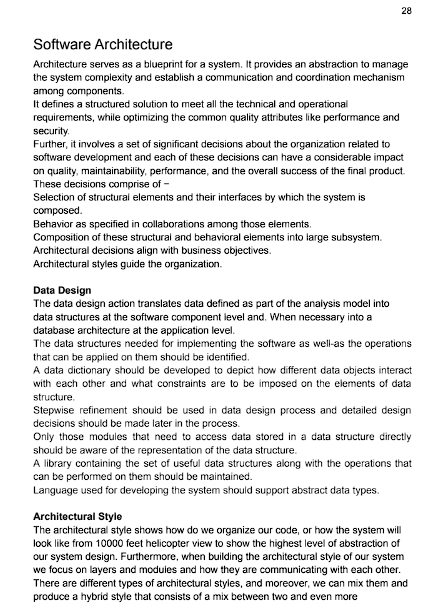 28
Software Architecture
Architecture serves as a blueprint for a system. It provides an abstraction to manage
the system complexity and establish a communication and coordination mechanism
among components.
It defines a structured solution to meet all the technical and operational
requirements, while optimizing the common quality attributes like performance and
security.
Further, it involves a set of significant decisions about the organization related to
software development and each of these decisions can have a considerable impact
on quality, maintainability, performance, and the overall success of the final product.
These decisions comprise of −
Selection of structural elements and their interfaces by which the system is
composed.
Behavior as specified in collaborations among those elements.
Composition of these structural and behavioral elements into large subsystem.
Architectural decisions align with business objectives.
Architectural styles guide the organization.
Data Design
The data design action translates data defined as part of the analysis model into
data structures at the software component level and. When necessary into a
database architecture at the application level.
The data structures needed for implementing the software as well-as the operations
that can be applied on them should be identified.
A data dictionary should be developed to depict how different data objects interact
with each other and what constraints are to be imposed on the elements of data
structure.
Stepwise refinement should be used in data design process and detailed design
decisions should be made later in the process.
Only those modules that need to access data stored in a data structure directly
should be aware of the representation of the data structure.
A library containing the set of useful data structures along with the operations that
can be performed on them should be maintained.
Language used for developing the system should support abstract data types.
Architectural Style
The architectural style shows how do we organize our code, or how the system will
look like from 10000 feet helicopter view to show the highest level of abstraction of
our system design. Furthermore, when building the architectural style of our system
we focus on layers and modules and how they are communicating with each other.
There are different types of architectural styles, and moreover, we can mix them and
produce a hybrid style that consists of a mix between two and even more